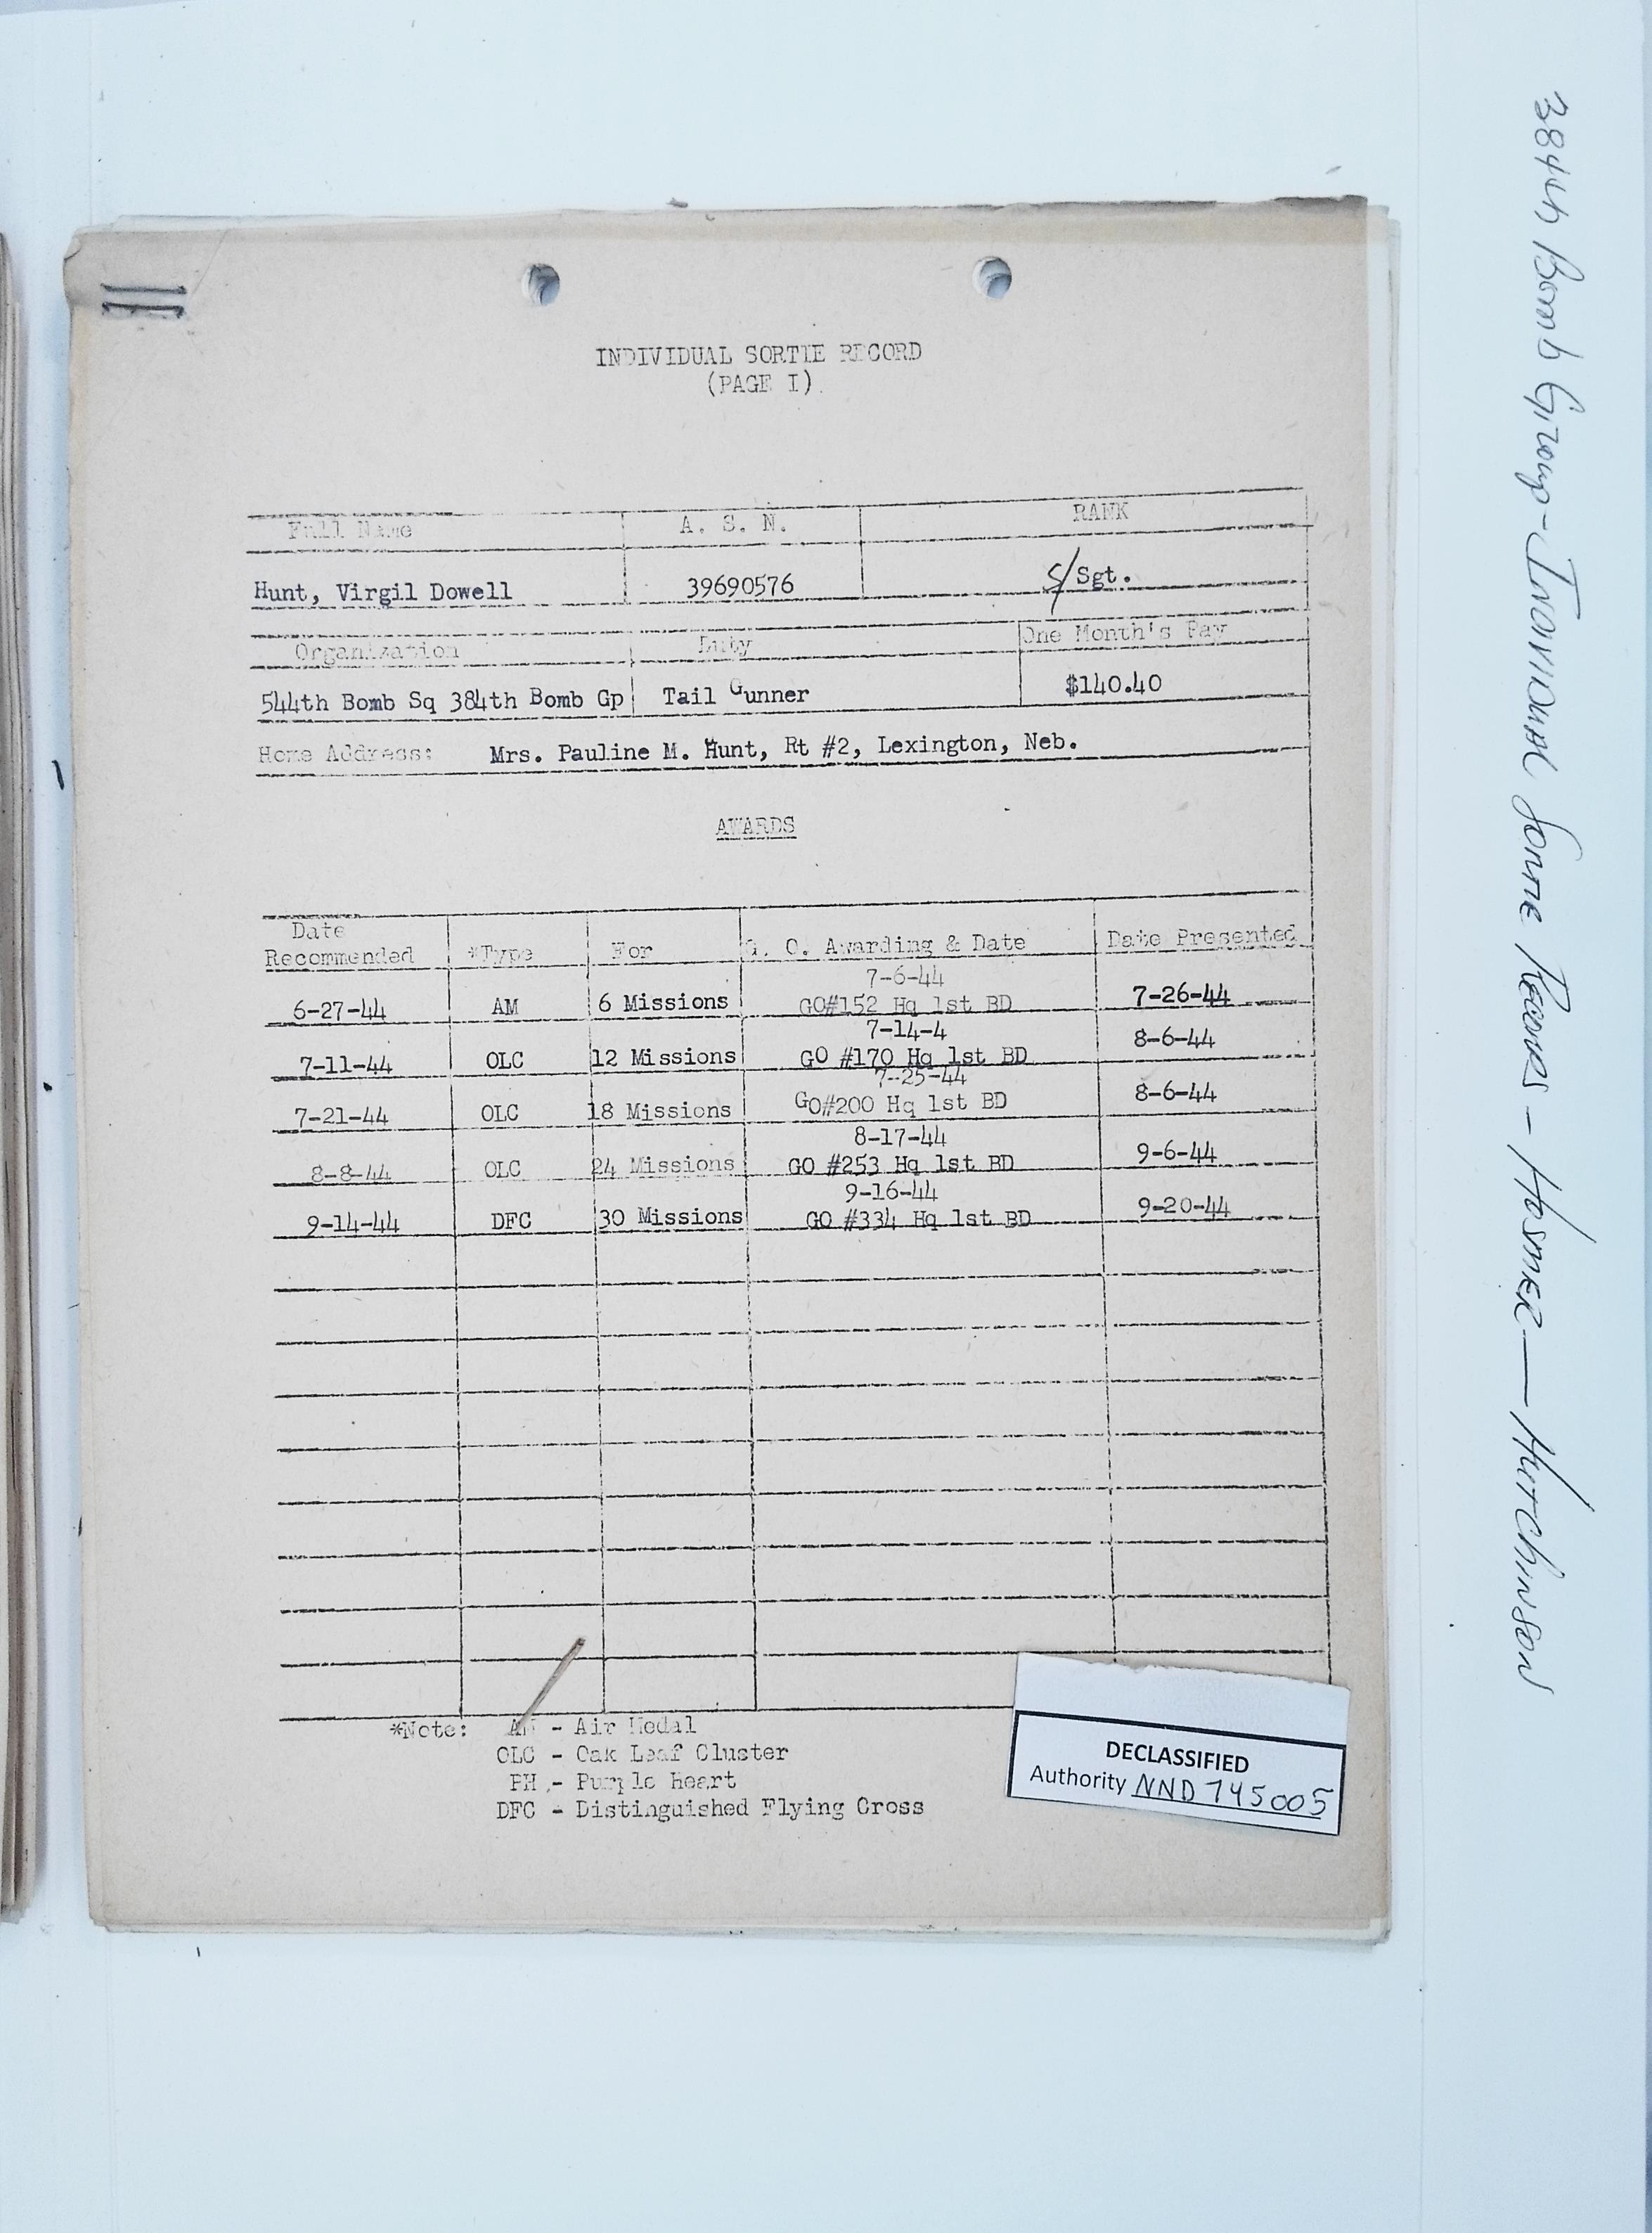 INDIVIDUAL SORTIE RECORD
(PAGE I)
Full Name A. S. N. RANK
Hunt, Virgil Dowell 39690576 S/Sgt.
Organization Duty One Month's Pay
544th Bomb Sq 384th Bomb Gp Tail Gunner $140.40
Home Address: Mrs. Pauline M. Hunt, Rt #2, Lexington, Neb.
AWARDS
Date
Recommended *Type For G. O. Awarding & Date Date Presented
7-6-44
6-27-44 AM 6 Missions GO#152 Hq 1st BD 7-26-44
7-14-4
7-11-44 OLC 12 Missions GO #170 Hq 1st BD 8-6-44
7-25-44
7-21-44 OLC 18 Missions GO#200 Hq 1st BD 8-6-44
8-17-44
8-8-44 OLC 24 Missions GO #253 Hq 1st BD 9-6-44
9-16-44
9-14-44 DFC 30 Missions GO #334 Hq 1st BD 9-20-44
*Note: AM - Air Medal
OLC - Oak Leaf Cluster
PH - Purple Heart
DFC - Distinguished Flying Cross
DECLASSIFIED
Authority NND 745005
384th Bomb Group - Individual Sortie Records - Hosmer — Hutchinson